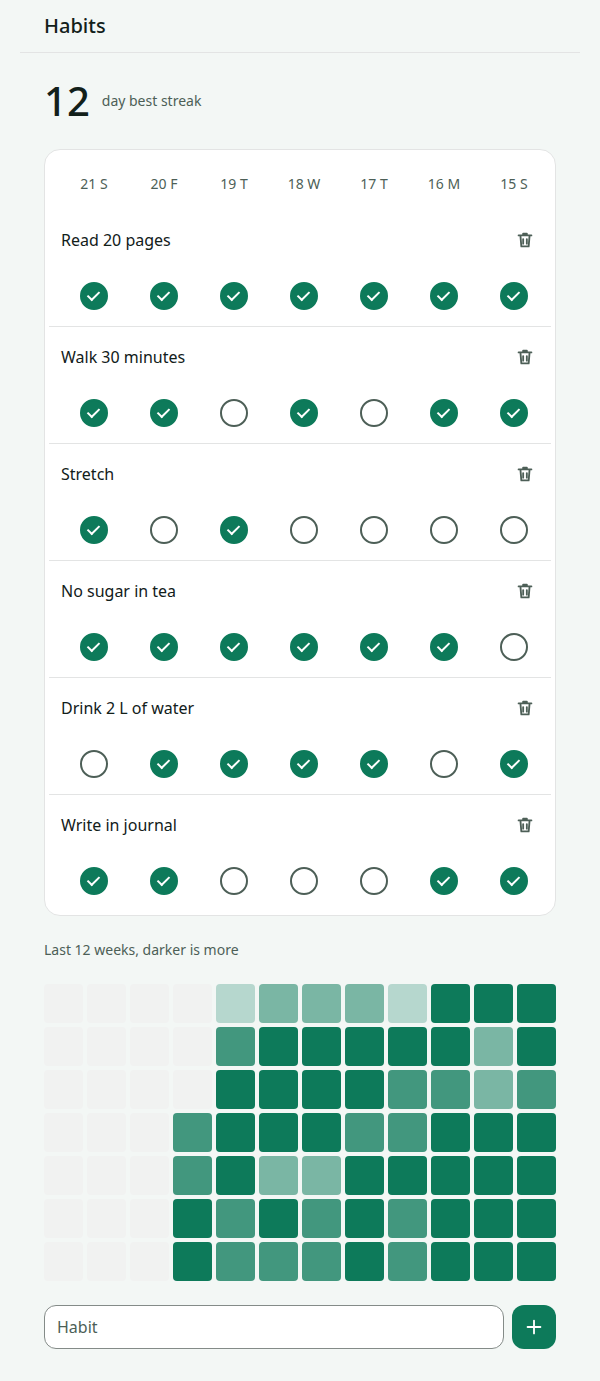 Habits
12 day best streak
21 S 20 F 19 T 18 W 17 T 16 M 15 S
Read 20 pages
Walk 30 minutes
Stretch
No sugar in tea
Drink 2 L of water
Write in journal
Last 12 weeks, darker is more
Habit